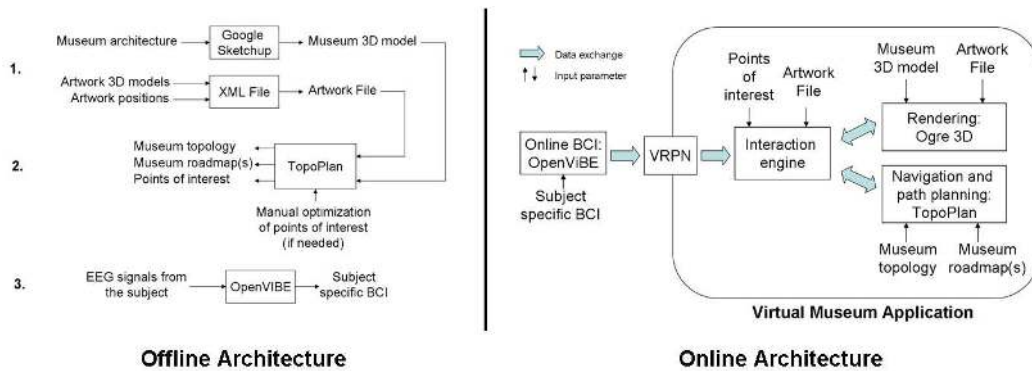 1.
Museum architecture
Google
Sketchup
Museum 3D model
Artwork 3D models
Artwork positions
XML File
Artwork File
2.
Museum topology
Museum roadmap(s)
Points of interest
TopoPlan
Manual optimization
of points of interest
(if needed)
3.
EEG signals from
the subject
OpenVIBE
Subject
specific BCI
Offline Architecture
Data exchange
Input parameter
Online BCI:
OpenViBE
Subject
specific BCI
VRPN
Points of
interest
Artwork
File
Interaction
engine
Museum
3D model
Artwork
File
Rendering:
Ogre 3D
Navigation and
path planning:
TopoPlan
Museum
topology
Museum
roadmap(s)
Virtual Museum Application
Online Architecture